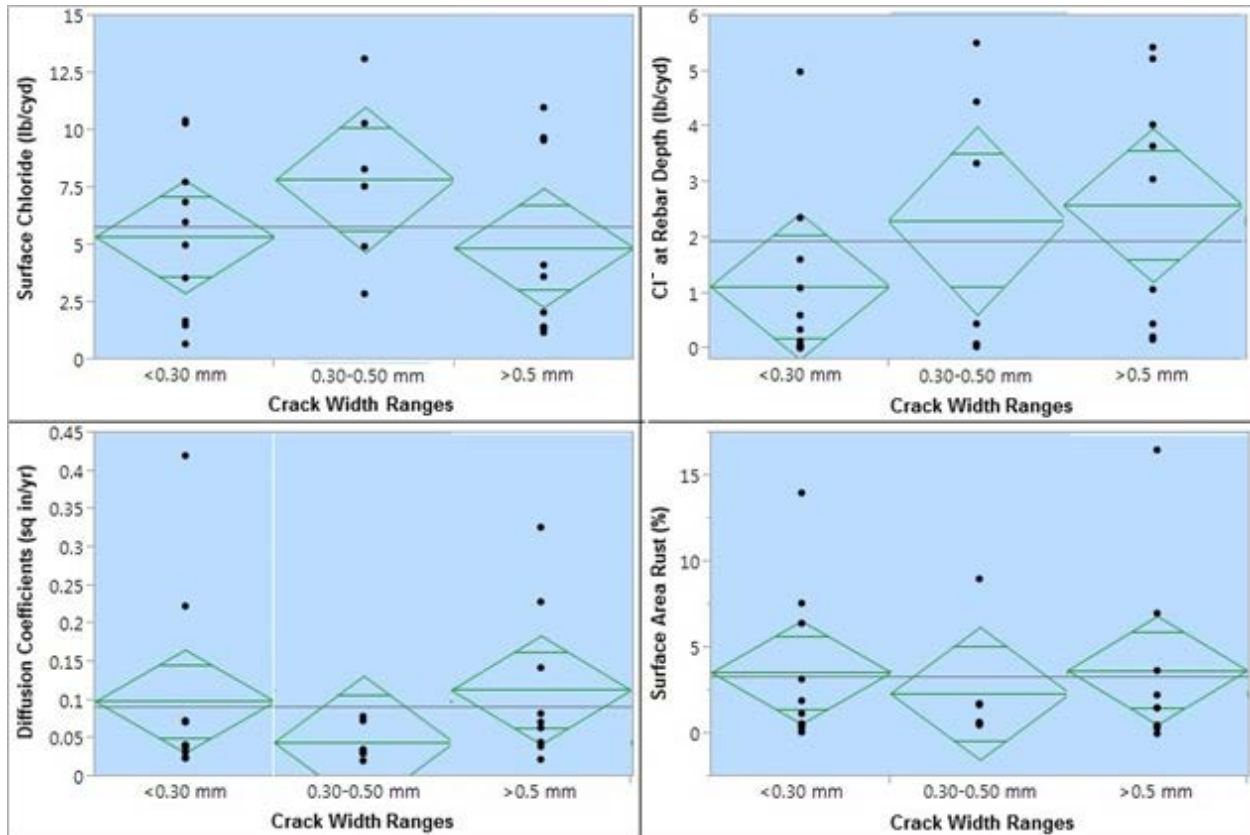 Surface Chloride (lb/cyd)
15
12.5
10
7.5
5
2.5
0
<0.30 mm 0.30-0.50 mm >0.5 mm
Crack Width Ranges
Cl⁻ at Rebar Depth (lb/cyd)
6
5
4
3
2
1
0
<0.30 mm 0.30-0.50 mm >0.5 mm
Crack Width Ranges
Diffusion Coefficients (sq in/yr)
0.45
0.4
0.35
0.3
0.25
0.2
0.15
0.1
0.05
0
<0.30 mm 0.30-0.50 mm >0.5 mm
Crack Width Ranges
Surface Area Rust (%)
15
10
5
0
<0.30 mm 0.30-0.50 mm >0.5 mm
Crack Width Ranges